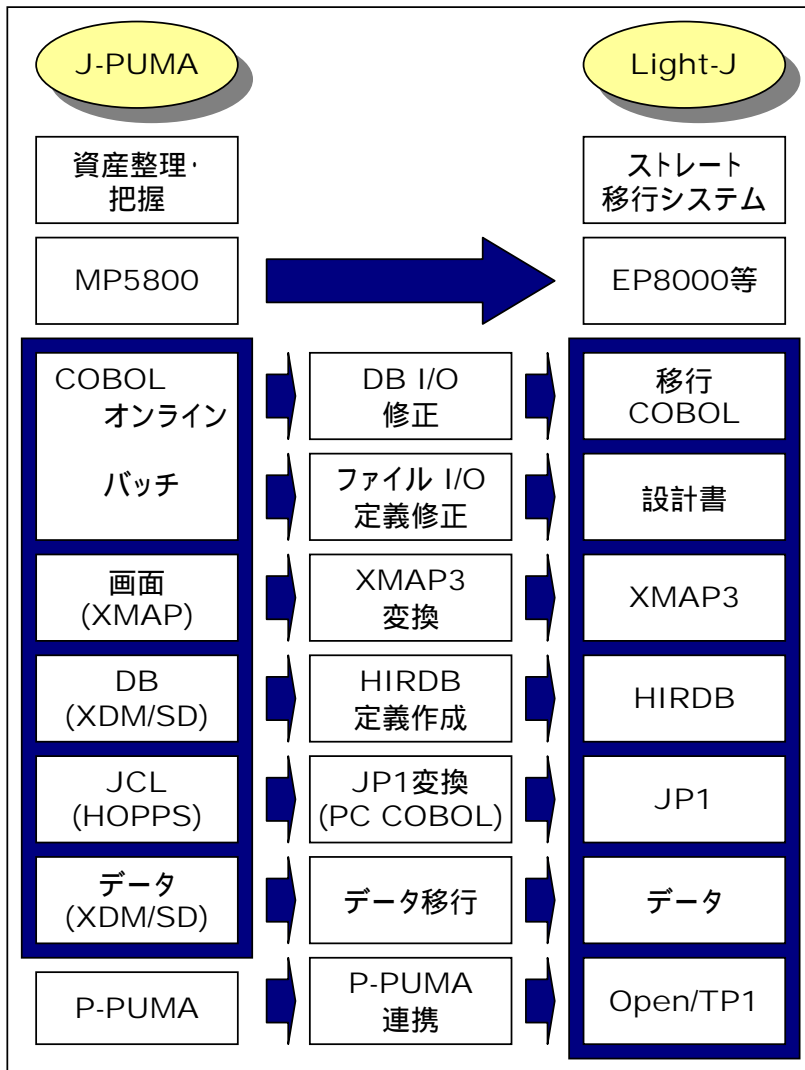 J-PUMA
Light-J
資産整理・
把握
ストレート
移行システム
MP5800
EP8000等
COBOL
オンライン
バッチ
DB I/O
修正
移行
COBOL
ファイル I/O
定義修正
設計書
画面
(XMAP)
XMAP3
変換
XMAP3
DB
(XDM/SD)
HIRDB
定義作成
HIRDB
JCL
(HOPPS)
JP1変換
(PC COBOL)
JP1
データ
(XDM/SD)
データ移行
データ
P-PUMA
P-PUMA
連携
Open/TP1